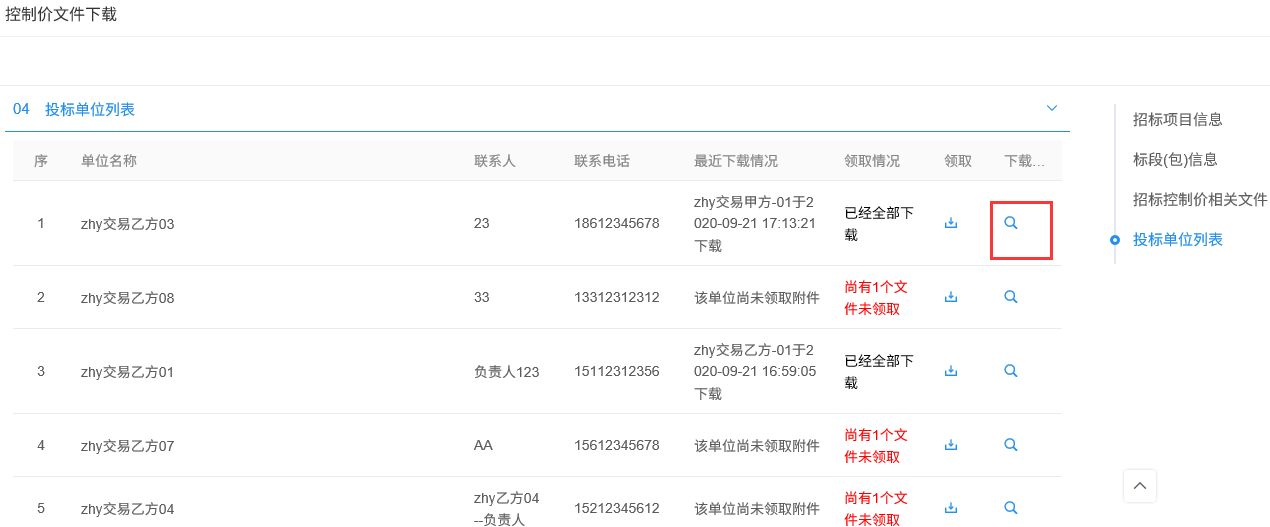 控制价文件下载
04 投标单位列表
序 单位名称 联系人 联系电话 最近下载情况 领取情况 领取 下载...
1 zhy交易乙方03 23 18612345678 zhy交易甲方-01于2
020-09-21 17:13:21
下载 已经全部下
载
2 zhy交易乙方08 33 13312312312 该单位尚未领取附件 尚有1个文
件未领取
3 zhy交易乙方01 负责人123 15112312356 zhy交易乙方-01于2
020-09-21 16:59:05
下载 已经全部下
载
4 zhy交易乙方07 AA 15612345678 该单位尚未领取附件 尚有1个文
件未领取
5 zhy交易乙方04 zhy乙方04
--负责人 15212345612 该单位尚未领取附件 尚有1个文
件未领取
招标项目信息
标段(包)信息
招标控制价相关文件
投标单位列表